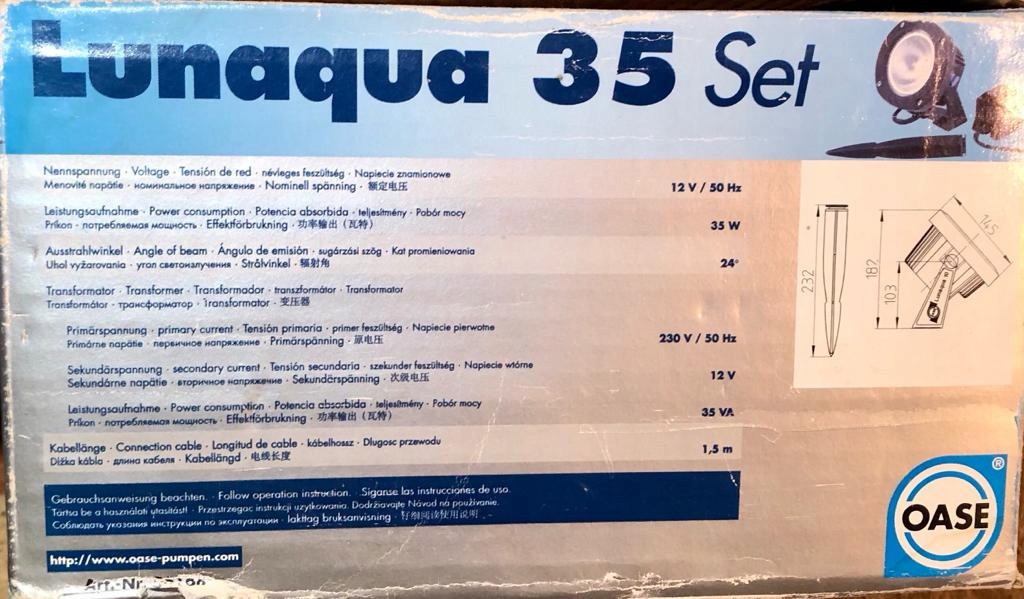 Lunaqua 35 Set
Nennspannung · Voltage · Tensión de red · névleges feszültség · Napiecie znamionowe
Menovité napätie · номинальное напряжение · Nominell spänning · 额定电压
12 V / 50 Hz
Leistungsaufnahme · Power consumption · Potencia absorbida · teljesítmény · Pobór mocy
Príkon · потребляемая мощность · Effektförbrukning · 功率输出（瓦特）
35 W
Ausstrahlwinkel · Angle of beam · Ángulo de emisión · sugárzási szög · Kat promieniowania
Uhol vyžarovania · угол светоизлучения · Strålvinkel · 辐射角
24°
Transformator · Transformer · Transformador · transzformátor · Transformator
Transformátor · трансформатор · Transformator · 变压器
Primärspannung · primary current · Tensión primaria · primer feszültség · Napiecie pierwotne
Primárne napätie · первичное напряжение · Primärspänning · 原电压
230 V / 50 Hz
Sekundärspannung · secondary current · Tensión secundaria · szekunder feszültség · Napiecie wtórne
Sekundárne napätie · вторичное напряжение · Sekundärspänning · 次级电压
12 V
Leistungsaufnahme · Power consumption · Potencia absorbida · teljesítmény · Pobór mocy
Príkon · потребляемая мощность · Effektförbrukning · 功率输出（瓦特）
35 VA
Kabellänge · Connection cable · Longitud de cable · kábelhossz · Dlugosc przewodu
Dĺžka kábla · длина кабеля · Kabellängd · 电线长度
1,5 m
Gebrauchsanweisung beachten. · Follow operation instruction. · Siganse las instrucciones de uso.
Tartsa be a használati utasítást! · Przestrzegac instrukcji uzytkowania. Dodržiavajte Návod na používanie.
Соблюдать указания инструкции по эксплуатации · Iakttag bruksanvisning · 仔细阅读使用说明
http://www.oase-pumpen.com
Art.-Nr.
232
182
103
145
Lunaqua 10
OASE
®